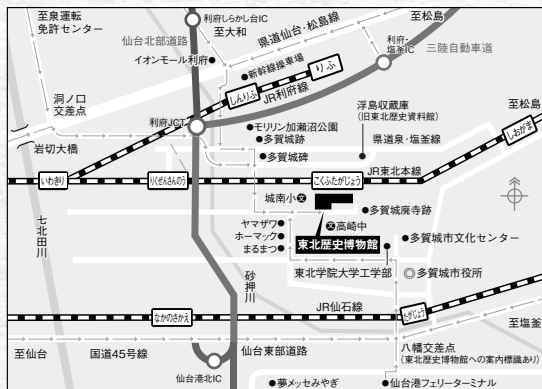 至泉運転
免許センター
利府しらかし台IC
至大和
仙台北部道路
イオンモール利府●
県道仙台・松島線
至松島
利府・
塩釜IC
三陸自動車道
●新幹線操車場
しんりふ
りふ
JR利府線
洞ノ口
交差点
利府JCT
●モリリン加瀬沼公園
●多賀城跡
●多賀城碑
浮島収蔵庫
(旧東北歴史資料館)
県道泉・塩釜線
至松島
しおがま
岩切大橋
JR東北本線
いわきり
りくぜんさんのう
こくふたがじょう
城南小文
●多賀城廃寺跡
文高崎中
ヤマザワ●
ホーマック●
まるまつ●
東北歴史博物館
●多賀城市文化センター
東北学院大学工学部
◎多賀城市役所
七北田川
砂押川
JR仙石線
なかのさかえ
たがじょう
至塩釜
至仙台
国道45号線
仙台東部道路
八幡交差点
(東北歴史博物館への案内標識あり)
仙台港北IC
●夢メッセみやぎ
●仙台港フェリーターミナル